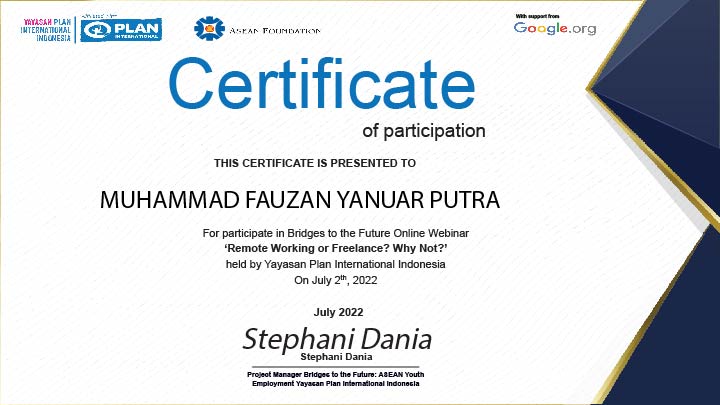 YAYASAN PLAN
INTERNATIONAL
INDONESIA
PLAN
INTERNATIONAL
ASEAN FOUNDATION
With support from
Google.org
Certificate
of participation
THIS CERTIFICATE IS PRESENTED TO
MUHAMMAD FAUZAN YANUAR PUTRA
For participate in Bridges to the Future Online Webinar
‘Remote Working or Freelance? Why Not?’
held by Yayasan Plan International Indonesia
On July 2th, 2022
July 2022
Stephani Dania
Stephani Dania
Project Manager Bridges to the Future: ASEAN Youth
Employment Yayasan Plan International Indonesia